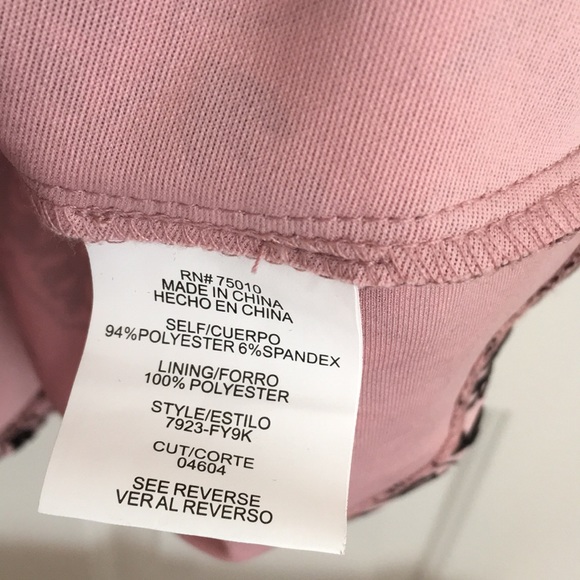 RN# 75010
MADE IN CHINA
HECHO EN CHINA
SELF/CUERPO
94%POLYESTER 6%SPANDEX
LINING/FORRO
100% POLYESTER
STYLE/ESTILO
7923-FY9K
CUT/CORTE
04604
SEE REVERSE
VER AL REVERSO